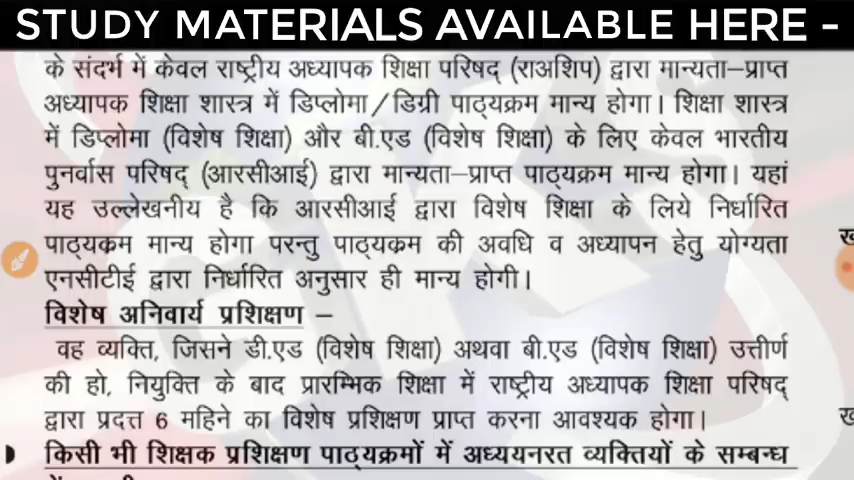 STUDY MATERIALS AVAILABLE HERE -
के संदर्भ में केवल राष्ट्रीय अध्यापक शिक्षा परिषद् (राअशिप) द्वारा मान्यता–प्राप्त
अध्यापक शिक्षा शास्त्र में डिप्लोमा/डिग्री पाठ्यक्रम मान्य होगा। शिक्षा शास्त्र
में डिप्लोमा (विशेष शिक्षा) और बी.एड (विशेष शिक्षा) के लिए केवल भारतीय
पुनर्वास परिषद् (आरसीआई) द्वारा मान्यता–प्राप्त पाठ्यक्रम मान्य होगा। यहां
यह उल्लेखनीय है कि आरसीआई द्वारा विशेष शिक्षा के लिये निर्धारित
पाठ्यक्रम मान्य होगा परन्तु पाठ्यक्रम की अवधि व अध्यापन हेतु योग्यता
एनसीटीई द्वारा निर्धारित अनुसार ही मान्य होगी।
विशेष अनिवार्य प्रशिक्षण –
वह व्यक्ति, जिसने डी.एड (विशेष शिक्षा) अथवा बी.एड (विशेष शिक्षा) उत्तीर्ण
की हो, नियुक्ति के बाद प्रारम्भिक शिक्षा में राष्ट्रीय अध्यापक शिक्षा परिषद्
द्वारा प्रदत्त 6 महिने का विशेष प्रशिक्षण प्राप्त करना आवश्यक होगा।
किसी भी शिक्षक प्रशिक्षण पाठ्यक्रमों में अध्ययनरत व्यक्तियों के सम्बन्ध